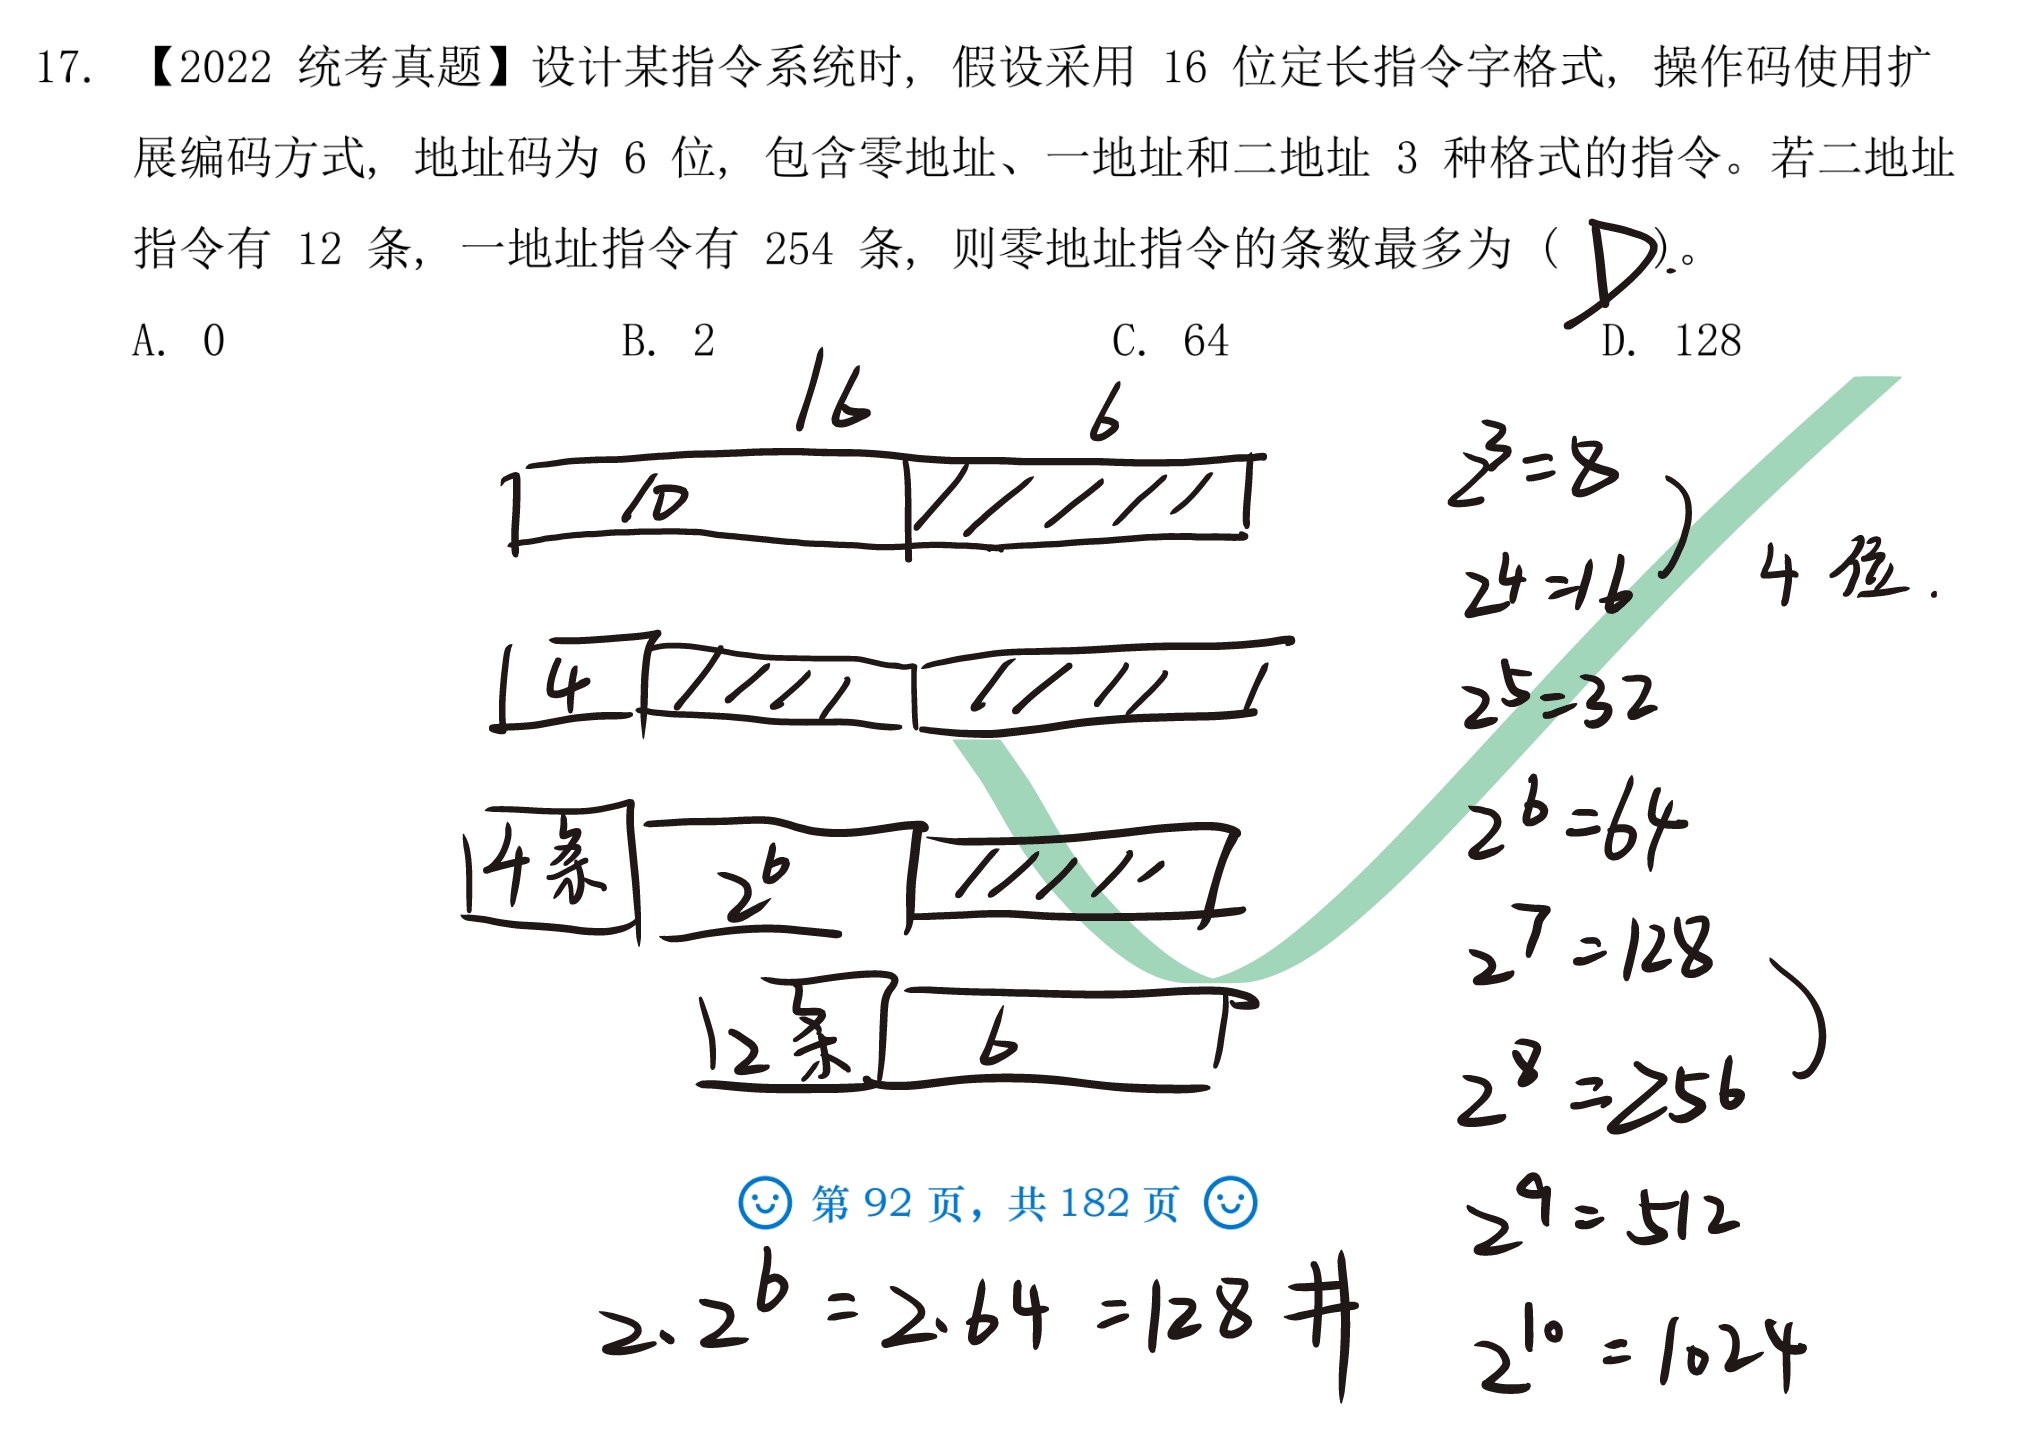 17. 【2022 统考真题】设计某指令系统时, 假设采用 16 位定长指令字格式, 操作码使用扩
展编码方式, 地址码为 6 位, 包含零地址、一地址和二地址 3 种格式的指令。若二地址
指令有 12 条, 一地址指令有 254 条, 则零地址指令的条数最多为 ( D )。
A. 0 B. 2 C. 64 D. 128
16 6
10
4
4条 2^6
2条 6
2^3=8
2^4=16
4位.
2^5=32
2^6=64
2^7=128
2^8=256
2^9=512
2^10=1024
第 92 页，共 182 页
2.2^6=2.64=128 #